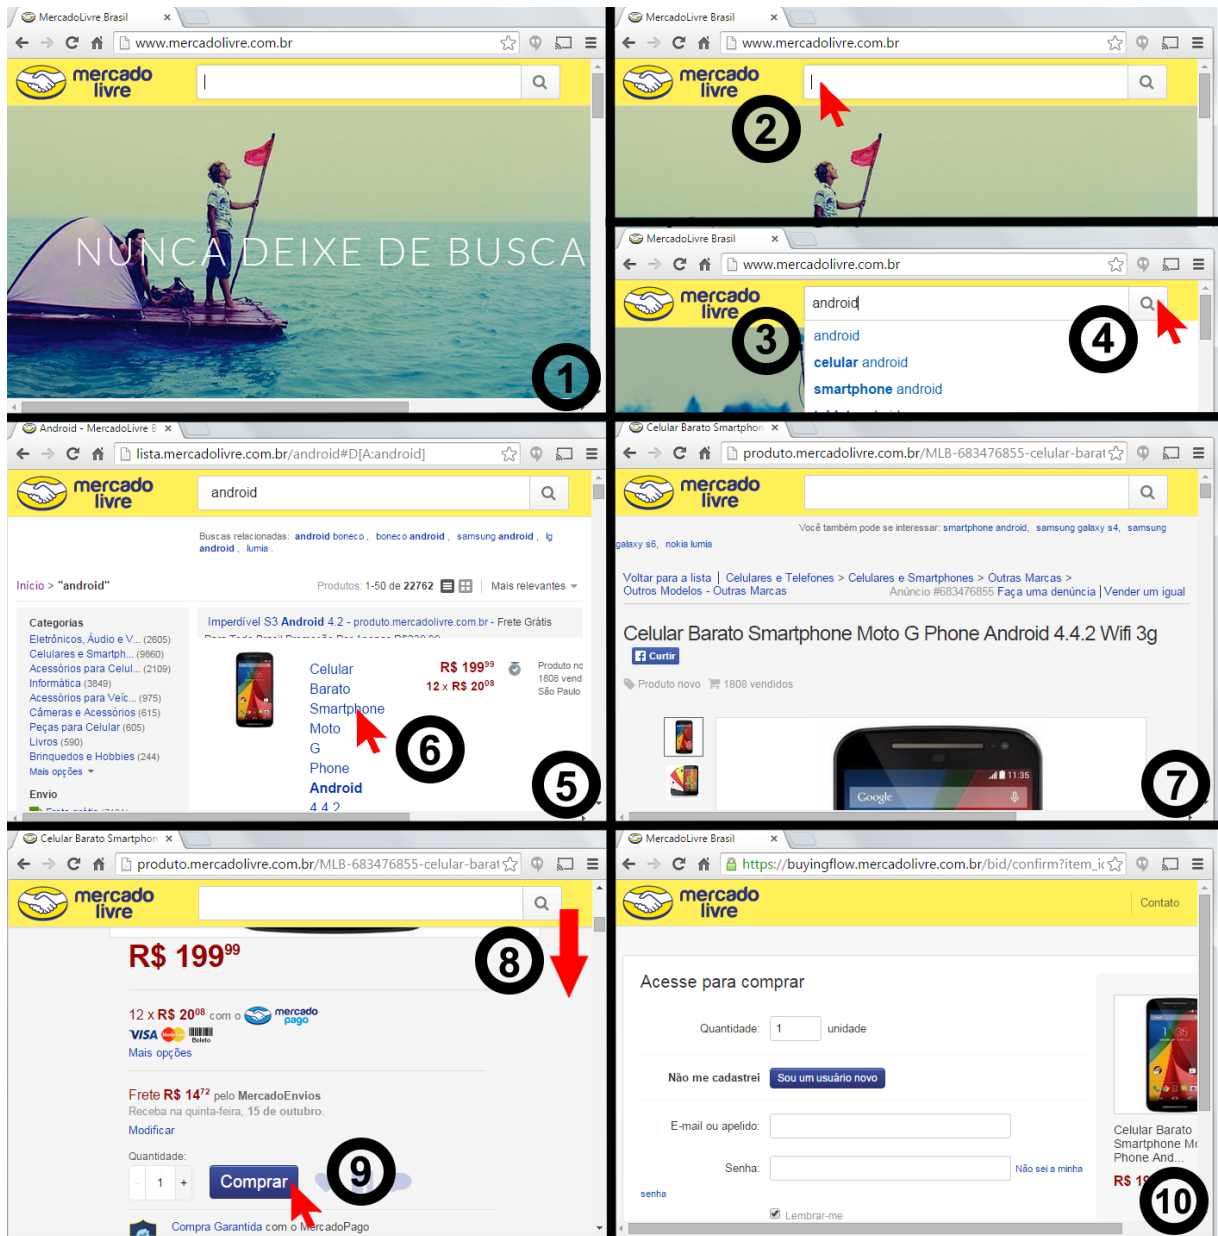 MercadoLivre Brasil
www.mercadolivre.com.br
mercado
livre
NUNCA DEIXE DE BUSCA
1
MercadoLivre Brasil
www.mercadolivre.com.br
mercado
livre
2
MercadoLivre Brasil
www.mercadolivre.com.br
mercado
livre
android
3
4
android
celular android
smartphone android
Android - MercadoLivre B
lista.mercadolivre.com.br/android#D[A:android]
mercado
livre
android
Buscas relacionadas: android boneco , boneco android , samsung android , lg
android , lumia .
Início > "android"
Produtos: 1-50 de 22762
Mais relevantes
Categorias
Eletrônicos, Áudio e V... (2605)
Celulares e Smartph... (9860)
Acessórios para Celul... (2109)
Informática (3849)
Acessórios para Veíc... (975)
Câmeras e Acessórios (615)
Peças para Celular (605)
Livros (590)
Brinquedos e Hobbies (244)
Mais opções
Envio
Imperdível S3 Android 4.2 - produto.mercadolivre.com.br - Frete Grátis
Celular
Barato
Smartphone
Moto
G
Phone
Android
4.4.2
R$ 199⁹⁹
12 x R$ 20⁰⁸
Produto no
1808 vendi
São Paulo
6
5
Celular Barato Smartphon
produto.mercadolivre.com.br/MLB-683476855-celular-barat
mercado
livre
Você também pode se interessar: smartphone android, samsung galaxy s4, samsung
galaxy s6, nokia lumia
Voltar para a lista | Celulares e Telefones > Celulares e Smartphones > Outras Marcas >
Outros Modelos - Outras Marcas
Anúncio #683476855 Faça uma denúncia | Vender um igual
Celular Barato Smartphone Moto G Phone Android 4.4.2 Wifi 3g
Curtir
Produto novo
1808 vendidos
11:35
Google
7
Celular Barato Smartphon
produto.mercadolivre.com.br/MLB-683476855-celular-barat
mercado
livre
8
R$ 199⁹⁹
12 x R$ 20⁰⁸ com o mercado pago
VISA
Boleto
Mais opções
Frete R$ 14⁷² pelo MercadoEnvios
Receba na quinta-feira, 15 de outubro.
Modificar
Quantidade:
- 1 +
Comprar
9
Compra Garantida com o MercadoPago
MercadoLivre Brasil
https://buyingflow.mercadolivre.com.br/bid/confirm?item_ic
mercado
livre
Contato
Acesse para comprar
Quantidade: 1 unidade
Não me cadastrei Sou um usuário novo
E-mail ou apelido:
Senha:
Não sei a minha
senha
Lembrar-me
Celular Barato
Smartphone Mo
Phone And...
R$ 19
10